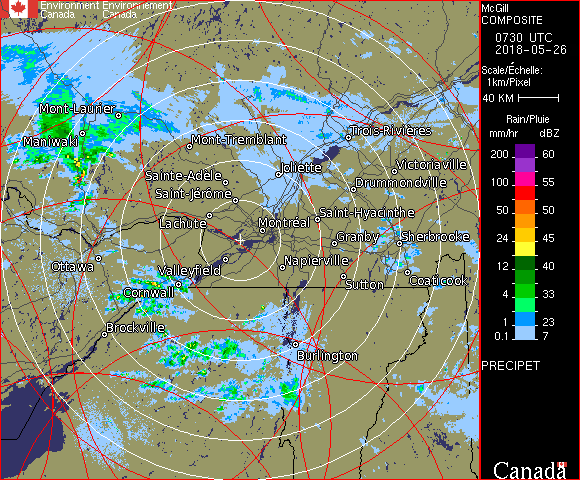 Environment Environnement
Canada Canada
McGill
COMPOSITE
0730 UTC
2018-05-26
Scale/Échelle:
1km/Pixel
40 KM
Rain/Pluie
mm/hr dBZ
200 60
100 55
50 50
24 45
12 40
4 33
1 23
0.1 7
PRECIPET
Canada
Mont-Laurier
Maniwaki
Mont-Tremblant
Trois-Rivières
Sainte-Adèle
Joliette
Victoriaville
Saint-Jérôme
Drummondville
Lachute
Montréal
Saint-Hyacinthe
Granby
Sherbrooke
Ottawa
Valleyfield
Napierville
Cornwall
Sutton
Coaticook
Brockville
Burlington